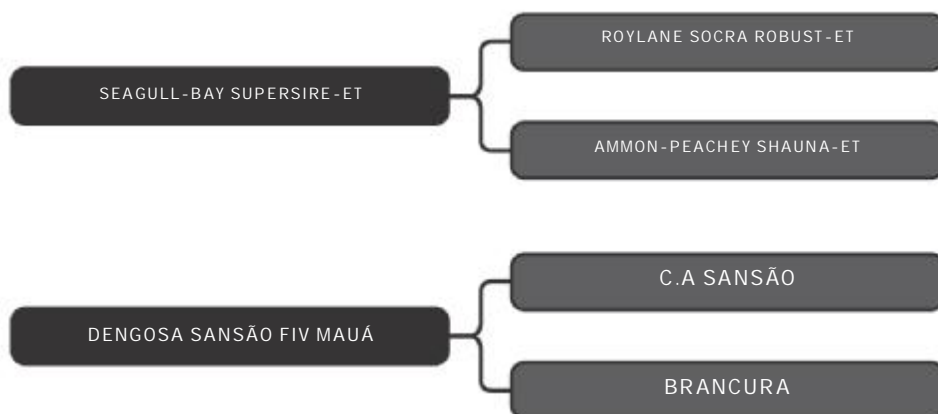 ROYLANE SOCRA ROBUST-ET
SEAGULL-BAY SUPERSIRE-ET
AMMON-PEACHEY SHAUNA-ET
C.A SANSÃO
DENGOSA SANSÃO FIV MAUÁ
BRANCURA